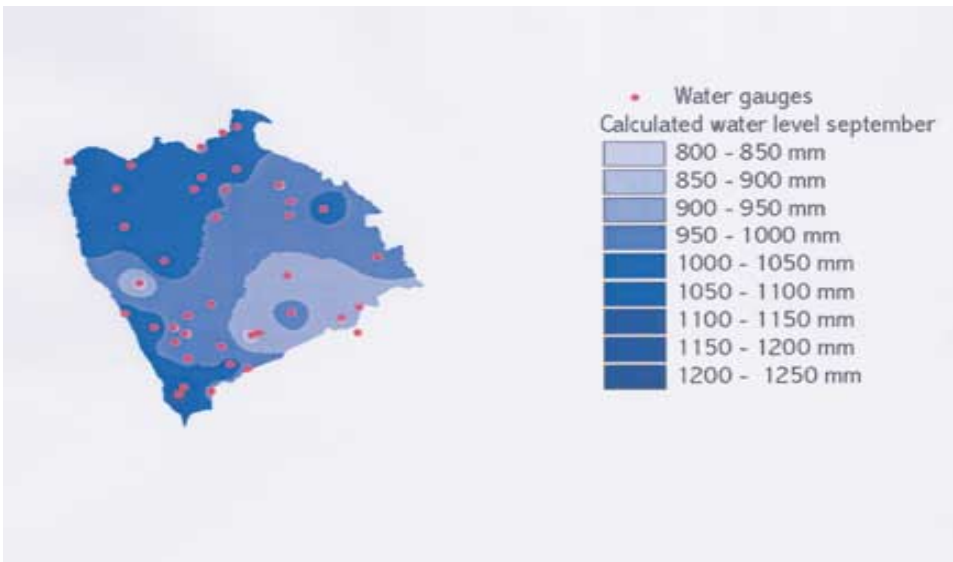 Water gauges
Calculated water level september
800 - 850 mm
850 - 900 mm
900 - 950 mm
950 - 1000 mm
1000 - 1050 mm
1050 - 1100 mm
1100 - 1150 mm
1150 - 1200 mm
1200 - 1250 mm